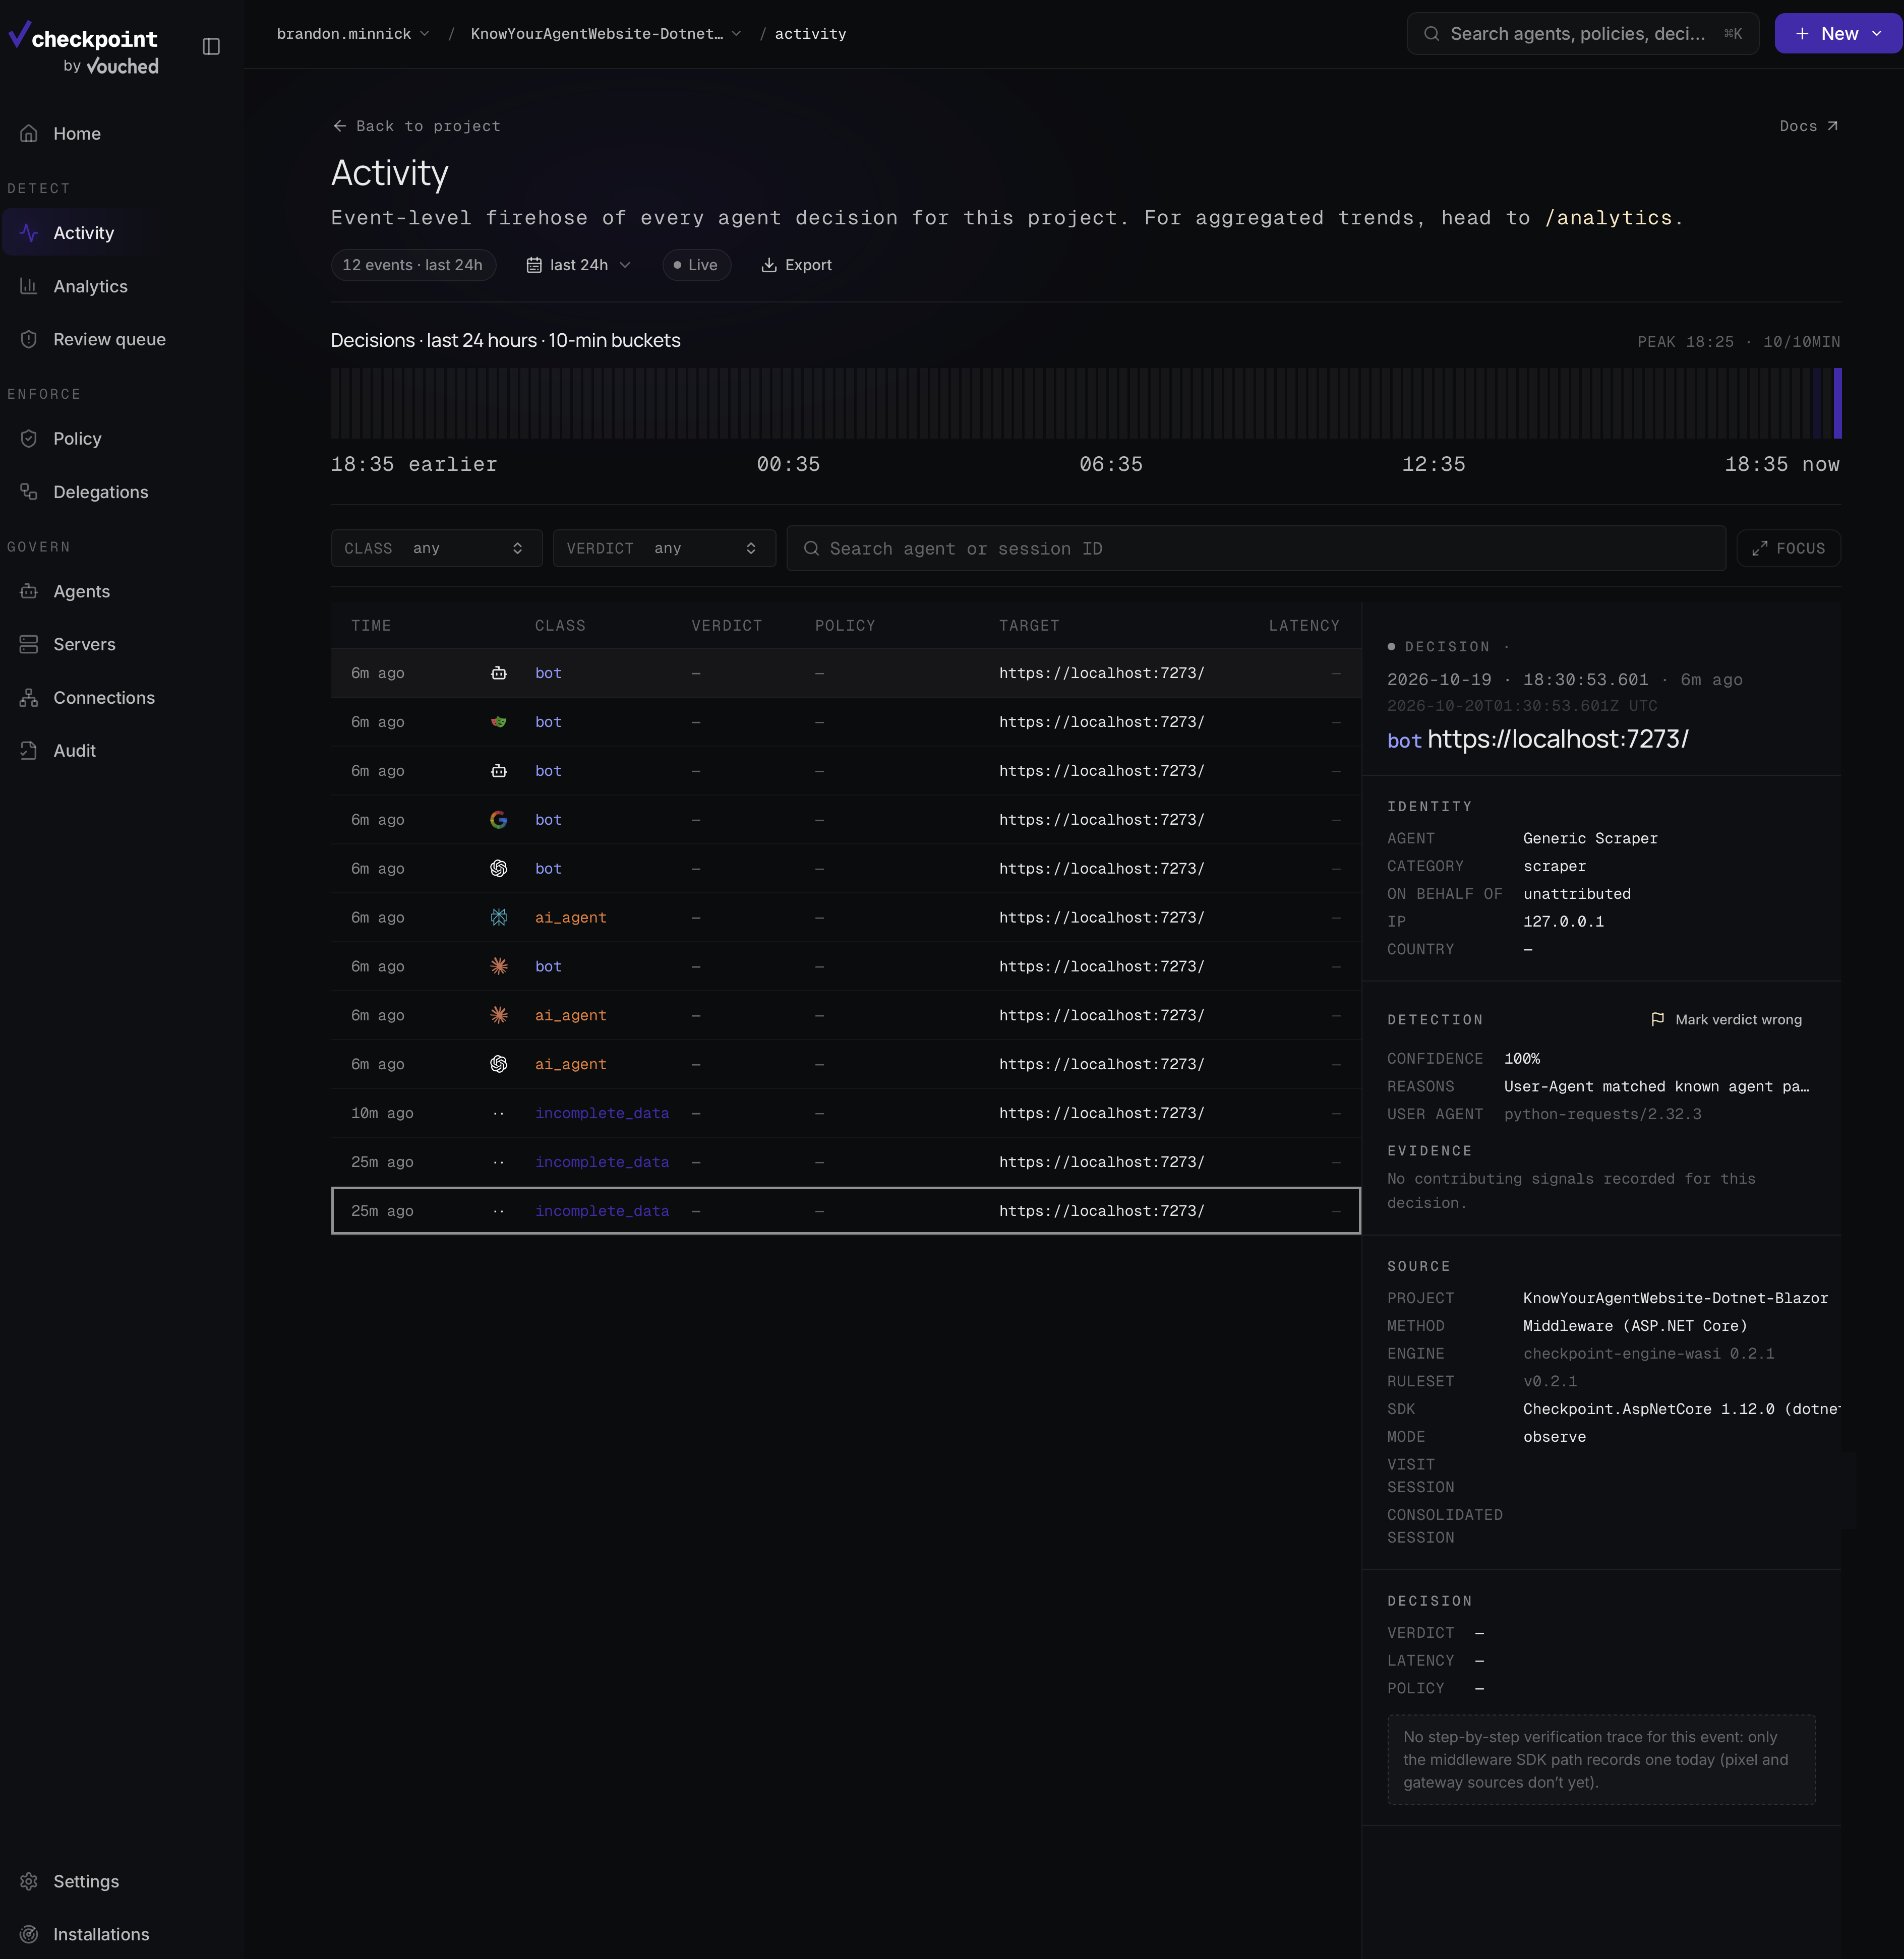 checkpoint
by Vouched
brandon.minnick / KnowYourAgentWebsite-Dotnet… / activity
Search agents, policies, deci... ⌘K
+ New
Home
DETECT
Activity
Analytics
Review queue
ENFORCE
Policy
Delegations
GOVERN
Agents
Servers
Connections
Audit
Settings
Installations
← Back to project
Docs ↗
Activity
Event-level firehose of every agent decision for this project. For aggregated trends, head to /analytics.
12 events · last 24h
last 24h
Live
Export
Decisions · last 24 hours · 10-min buckets
PEAK 18:25 · 10/10MIN
18:35 earlier 00:35 06:35 12:35 18:35 now
CLASS any
VERDICT any
Search agent or session ID
FOCUS
TIME CLASS VERDICT POLICY TARGET LATENCY
6m ago bot — — https://localhost:7273/ —
6m ago bot — — https://localhost:7273/ —
6m ago bot — — https://localhost:7273/ —
6m ago bot — — https://localhost:7273/ —
6m ago bot — — https://localhost:7273/ —
6m ago ai_agent — — https://localhost:7273/ —
6m ago bot — — https://localhost:7273/ —
6m ago ai_agent — — https://localhost:7273/ —
6m ago ai_agent — — https://localhost:7273/ —
10m ago ·· incomplete_data — — https://localhost:7273/ —
25m ago ·· incomplete_data — — https://localhost:7273/ —
25m ago ·· incomplete_data — — https://localhost:7273/ —
DECISION ·
2026-10-19 · 18:30:53.601 · 6m ago
2026-10-20T01:30:53.601Z UTC
bot https://localhost:7273/
IDENTITY
AGENT Generic Scraper
CATEGORY scraper
ON BEHALF OF unattributed
IP 127.0.0.1
COUNTRY —
DETECTION
Mark verdict wrong
CONFIDENCE 100%
REASONS User-Agent matched known agent pa…
USER AGENT python-requests/2.32.3
EVIDENCE
No contributing signals recorded for this
decision.
SOURCE
PROJECT KnowYourAgentWebsite-Dotnet-Blazor
METHOD Middleware (ASP.NET Core)
ENGINE checkpoint-engine-wasi 0.2.1
RULESET v0.2.1
SDK Checkpoint.AspNetCore 1.12.0 (dotnet
MODE observe
VISIT
SESSION
CONSOLIDATED
SESSION
DECISION
VERDICT —
LATENCY —
POLICY —
No step-by-step verification trace for this event: only
the middleware SDK path records one today (pixel and
gateway sources don't yet).